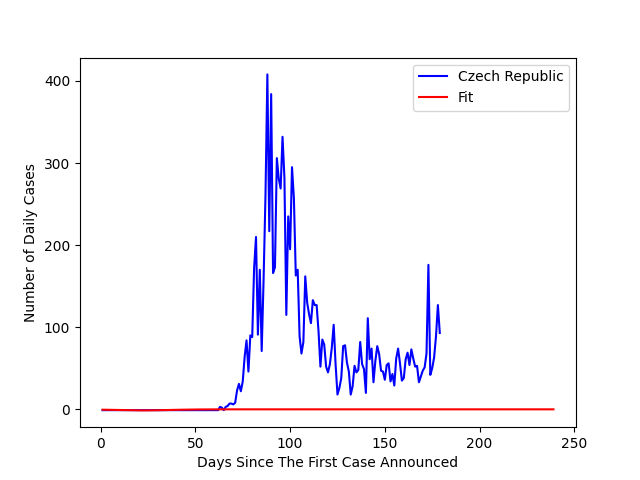 Czech Republic
Fit
400
300
200
100
0
Number of Daily Cases
0 50 100 150 200 250
Days Since The First Case Announced